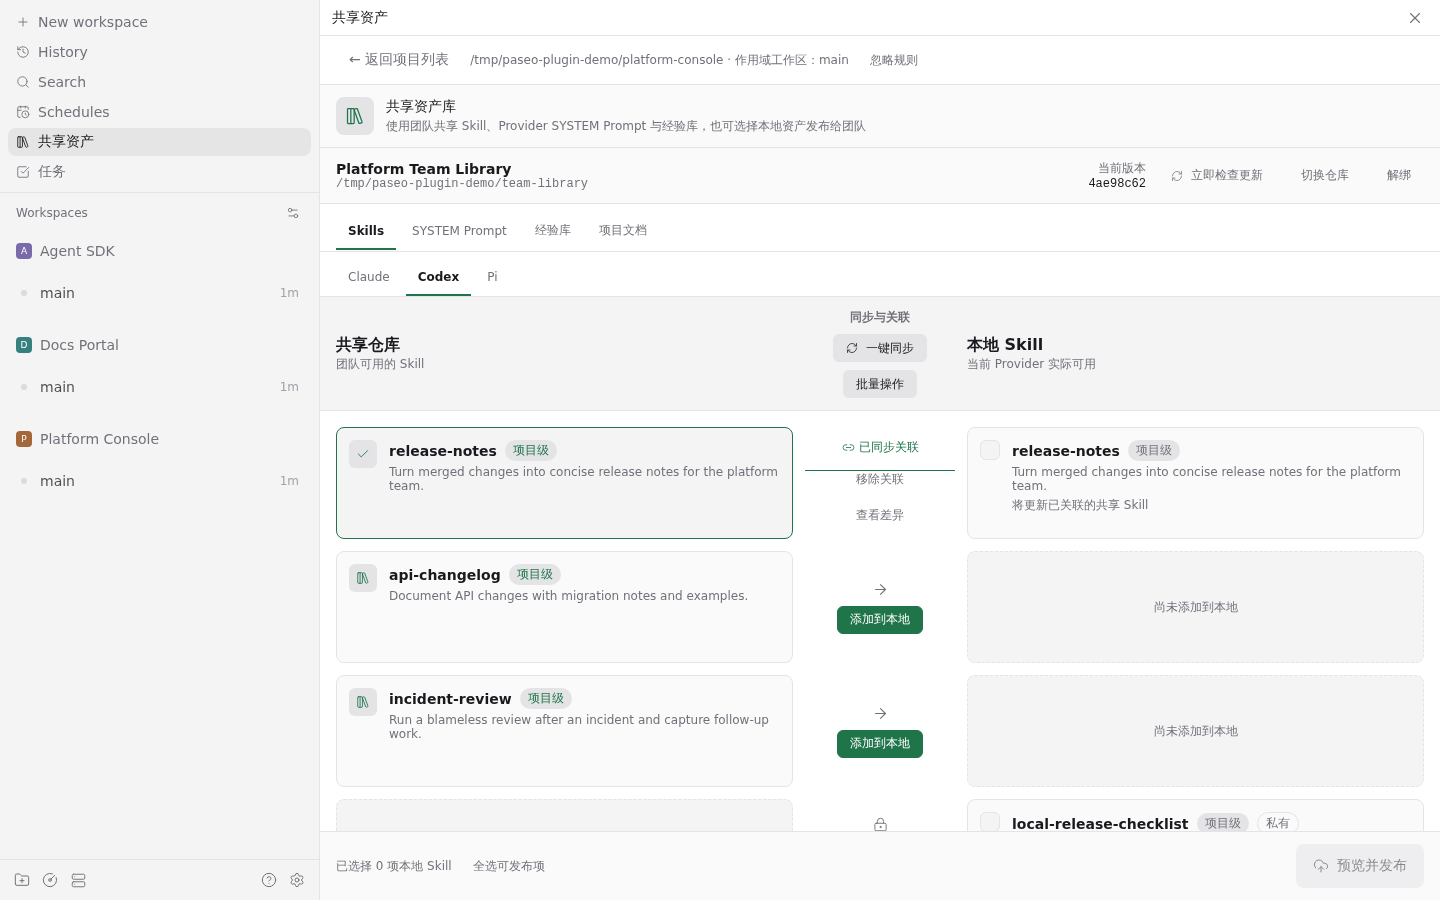 New workspace
History
Search
Schedules
共享资产
任务
Workspaces
A Agent SDK
main 1m
D Docs Portal
main 1m
P Platform Console
main 1m
共享资产
← 返回项目列表 /tmp/paseo-plugin-demo/platform-console · 作用域工作区：main 忽略规则
共享资产库
使用团队共享 Skill、Provider SYSTEM Prompt 与经验库，也可选择本地资产发布给团队
Platform Team Library
/tmp/paseo-plugin-demo/team-library
当前版本
4ae98c62
立即检查更新 切换仓库 解绑
Skills SYSTEM Prompt 经验库 项目文档
Claude Codex Pi
共享仓库
团队可用的 Skill
同步与关联
一键同步
批量操作
本地 Skill
当前 Provider 实际可用
release-notes 项目级
Turn merged changes into concise release notes for the platform
team.
已同步关联
移除关联
查看差异
release-notes 项目级
Turn merged changes into concise release notes for the platform
team.
将更新已关联的共享 Skill
api-changelog 项目级
Document API changes with migration notes and examples.
→
添加到本地
尚未添加到本地
incident-review 项目级
Run a blameless review after an incident and capture follow-up
work.
→
添加到本地
尚未添加到本地
local-release-checklist 项目级 私有
已选择 0 项本地 Skill 全选可发布项
预览并发布